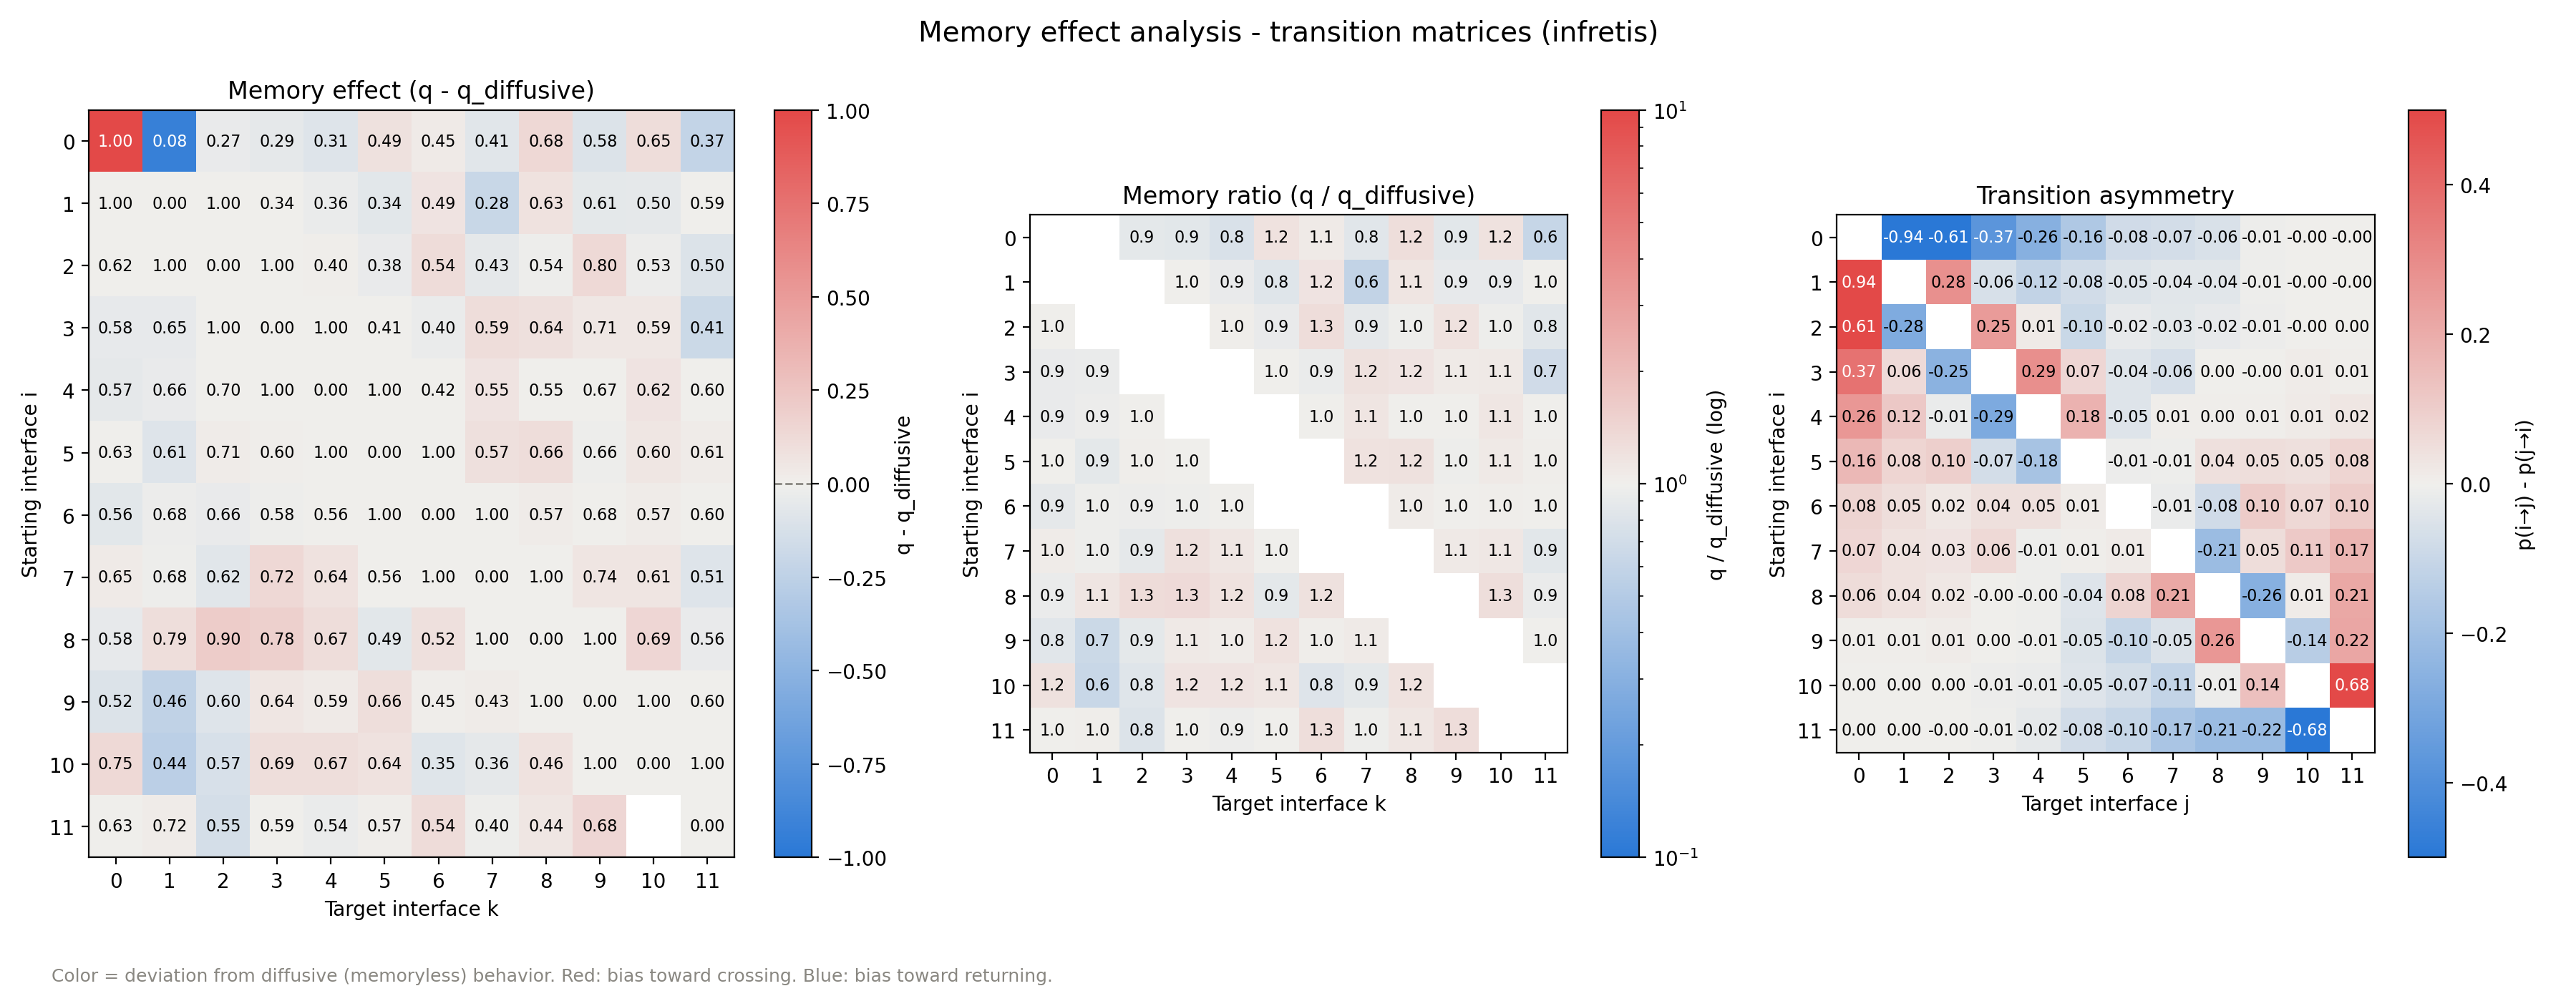 Memory effect analysis - transition matrices (infretis)
Memory effect (q - q_diffusive)
0 1.00 0.08 0.27 0.29 0.31 0.49 0.45 0.41 0.68 0.58 0.65 0.37
1 1.00 0.00 1.00 0.34 0.36 0.34 0.49 0.28 0.63 0.61 0.50 0.59
2 0.62 1.00 0.00 1.00 0.40 0.38 0.54 0.43 0.54 0.80 0.53 0.50
3 0.58 0.65 1.00 0.00 1.00 0.41 0.40 0.59 0.64 0.71 0.59 0.41
4 0.57 0.66 0.70 1.00 0.00 1.00 0.42 0.55 0.55 0.67 0.62 0.60
5 0.63 0.61 0.71 0.60 1.00 0.00 1.00 0.57 0.66 0.66 0.60 0.61
6 0.56 0.68 0.66 0.58 0.56 1.00 0.00 1.00 0.57 0.68 0.57 0.60
7 0.65 0.68 0.62 0.72 0.64 0.56 1.00 0.00 1.00 0.74 0.61 0.51
8 0.58 0.79 0.90 0.78 0.67 0.49 0.52 1.00 0.00 1.00 0.69 0.56
9 0.52 0.46 0.60 0.64 0.59 0.66 0.45 0.43 1.00 0.00 1.00 0.60
10 0.75 0.44 0.57 0.69 0.67 0.64 0.35 0.36 0.46 1.00 0.00 1.00
11 0.63 0.72 0.55 0.59 0.54 0.57 0.54 0.40 0.44 0.68 0.00
0 1 2 3 4 5 6 7 8 9 10 11
Target interface k
Starting interface i
1.00
0.75
0.50
0.25
0.00
−0.25
−0.50
−0.75
−1.00
q - q_diffusive
Memory ratio (q / q_diffusive)
0 0.9 0.9 0.8 1.2 1.1 0.8 1.2 0.9 1.2 0.6
1 1.0 0.9 0.8 1.2 0.6 1.1 0.9 0.9 1.0
2 1.0 1.0 0.9 1.3 0.9 1.0 1.2 1.0 0.8
3 0.9 0.9 1.0 0.9 1.2 1.2 1.1 1.1 0.7
4 0.9 0.9 1.0 1.0 1.1 1.0 1.0 1.1 1.0
5 1.0 0.9 1.0 1.0 1.2 1.2 1.0 1.1 1.0
6 0.9 1.0 0.9 1.0 1.0 1.0 1.0 1.0 1.0
7 1.0 1.0 0.9 1.2 1.1 1.0 1.1 1.1 0.9
8 0.9 1.1 1.3 1.3 1.2 0.9 1.2 1.3 0.9
9 0.8 0.7 0.9 1.1 1.0 1.2 1.0 1.1 1.0
10 1.2 0.6 0.8 1.2 1.2 1.1 0.8 0.9 1.2
11 1.0 1.0 0.8 1.0 0.9 1.0 1.3 1.0 1.1 1.3
0 1 2 3 4 5 6 7 8 9 10 11
Target interface k
Starting interface i
10¹
10⁰
10⁻¹
q / q_diffusive (log)
Transition asymmetry
0 -0.94 -0.61 -0.37 -0.26 -0.16 -0.08 -0.07 -0.06 -0.01 -0.00 -0.00
1 0.94 0.28 -0.06 -0.12 -0.08 -0.05 -0.04 -0.04 -0.01 -0.00 -0.00
2 0.61 -0.28 0.25 0.01 -0.10 -0.02 -0.03 -0.02 -0.01 -0.00 0.00
3 0.37 0.06 -0.25 0.29 0.07 -0.04 -0.06 0.00 -0.00 0.01 0.01
4 0.26 0.12 -0.01 -0.29 0.18 -0.05 0.01 0.00 0.01 0.01 0.02
5 0.16 0.08 0.10 -0.07 -0.18 -0.01 -0.01 0.04 0.05 0.05 0.08
6 0.08 0.05 0.02 0.04 0.05 0.01 -0.01 -0.08 0.10 0.07 0.10
7 0.07 0.04 0.03 0.06 -0.01 0.01 0.01 -0.21 0.05 0.11 0.17
8 0.06 0.04 0.02 -0.00 -0.00 -0.04 0.08 0.21 -0.26 0.01 0.21
9 0.01 0.01 0.01 0.00 -0.01 -0.05 -0.10 -0.05 0.26 -0.14 0.22
10 0.00 0.00 0.00 -0.01 -0.01 -0.05 -0.07 -0.11 -0.01 0.14 0.68
11 0.00 0.00 -0.00 -0.01 -0.02 -0.08 -0.10 -0.17 -0.21 -0.22 -0.68
0 1 2 3 4 5 6 7 8 9 10 11
Target interface j
Starting interface i
0.4
0.2
0.0
−0.2
−0.4
p(i→j) - p(j→i)
Color = deviation from diffusive (memoryless) behavior. Red: bias toward crossing. Blue: bias toward returning.